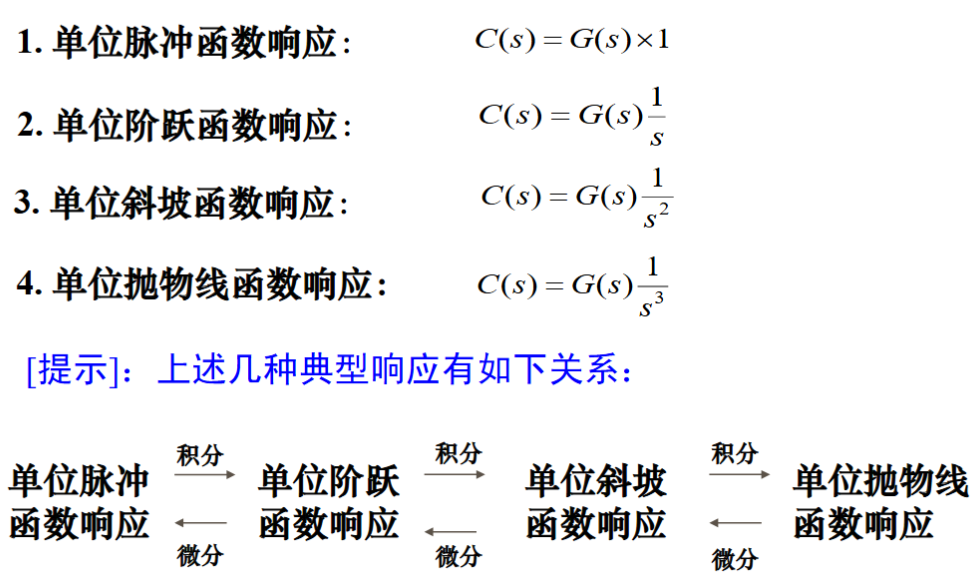 1. 单位脉冲函数响应: C(s) = G(s)×1
2. 单位阶跃函数响应: C(s) = G(s) 1/s
3. 单位斜坡函数响应: C(s) = G(s) 1/s²
4. 单位抛物线函数响应: C(s) = G(s) 1/s³
[提示]：上述几种典型响应有如下关系：
积分 积分 积分
单位脉冲 → 单位阶跃 → 单位斜坡 → 单位抛物线
函数响应 ← 函数响应 ← 函数响应 ← 函数响应
微分 微分 微分